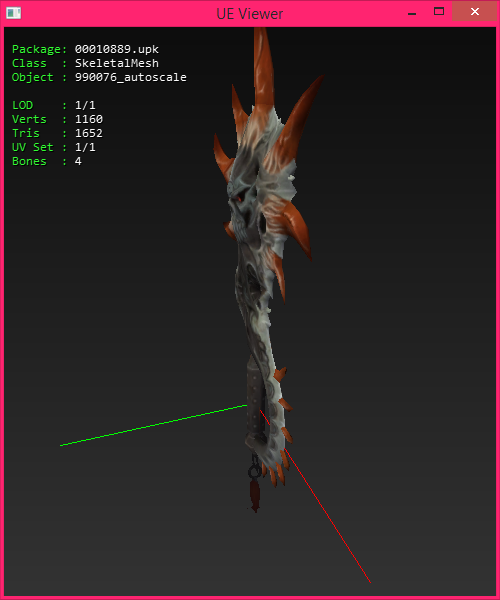 UE Viewer
Package: 00010889.upk
Class  : SkeletalMesh
Object : 990076_autoscale
LOD    : 1/1
Verts  : 1160
Tris   : 1652
UV Set : 1/1
Bones  : 4